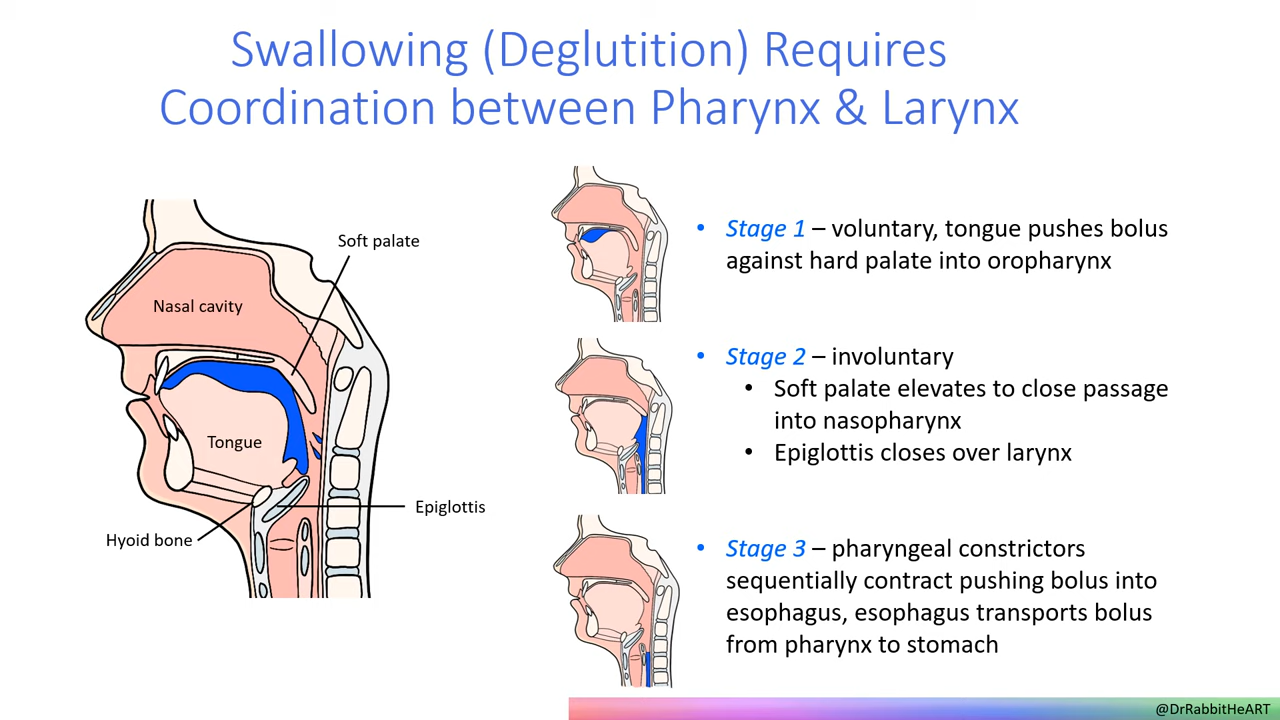 Swallowing (Deglutition) Requires
Coordination between Pharynx & Larynx
Soft palate
Nasal cavity
Tongue
Epiglottis
Hyoid bone
• Stage 1 – voluntary, tongue pushes bolus
against hard palate into oropharynx
• Stage 2 – involuntary
• Soft palate elevates to close passage
into nasopharynx
• Epiglottis closes over larynx
• Stage 3 – pharyngeal constrictors
sequentially contract pushing bolus into
esophagus, esophagus transports bolus
from pharynx to stomach
@DrRabbitHeART